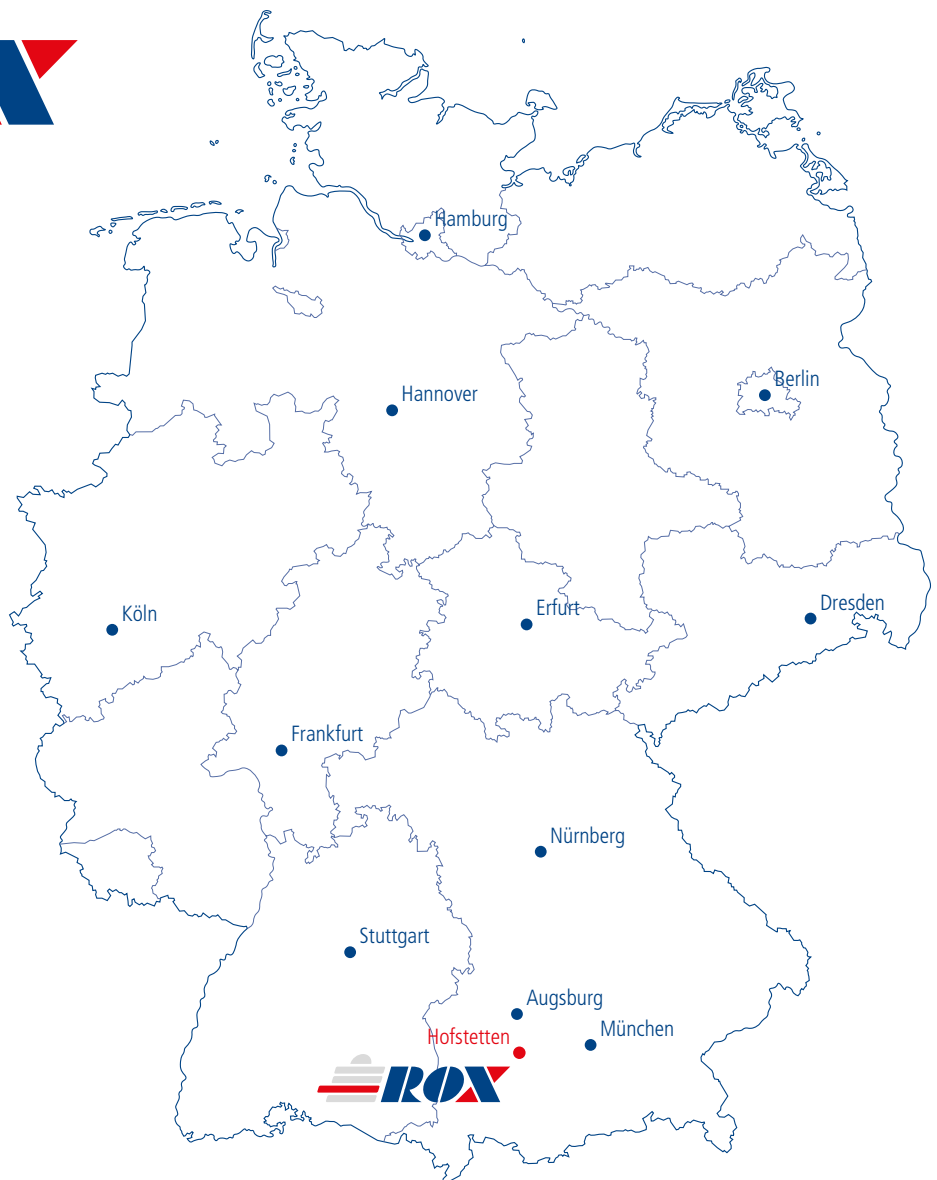 Hamburg
Berlin
Hannover
Köln
Erfurt
Dresden
Frankfurt
Nürnberg
Stuttgart
Augsburg
München
Hofstetten
ROX